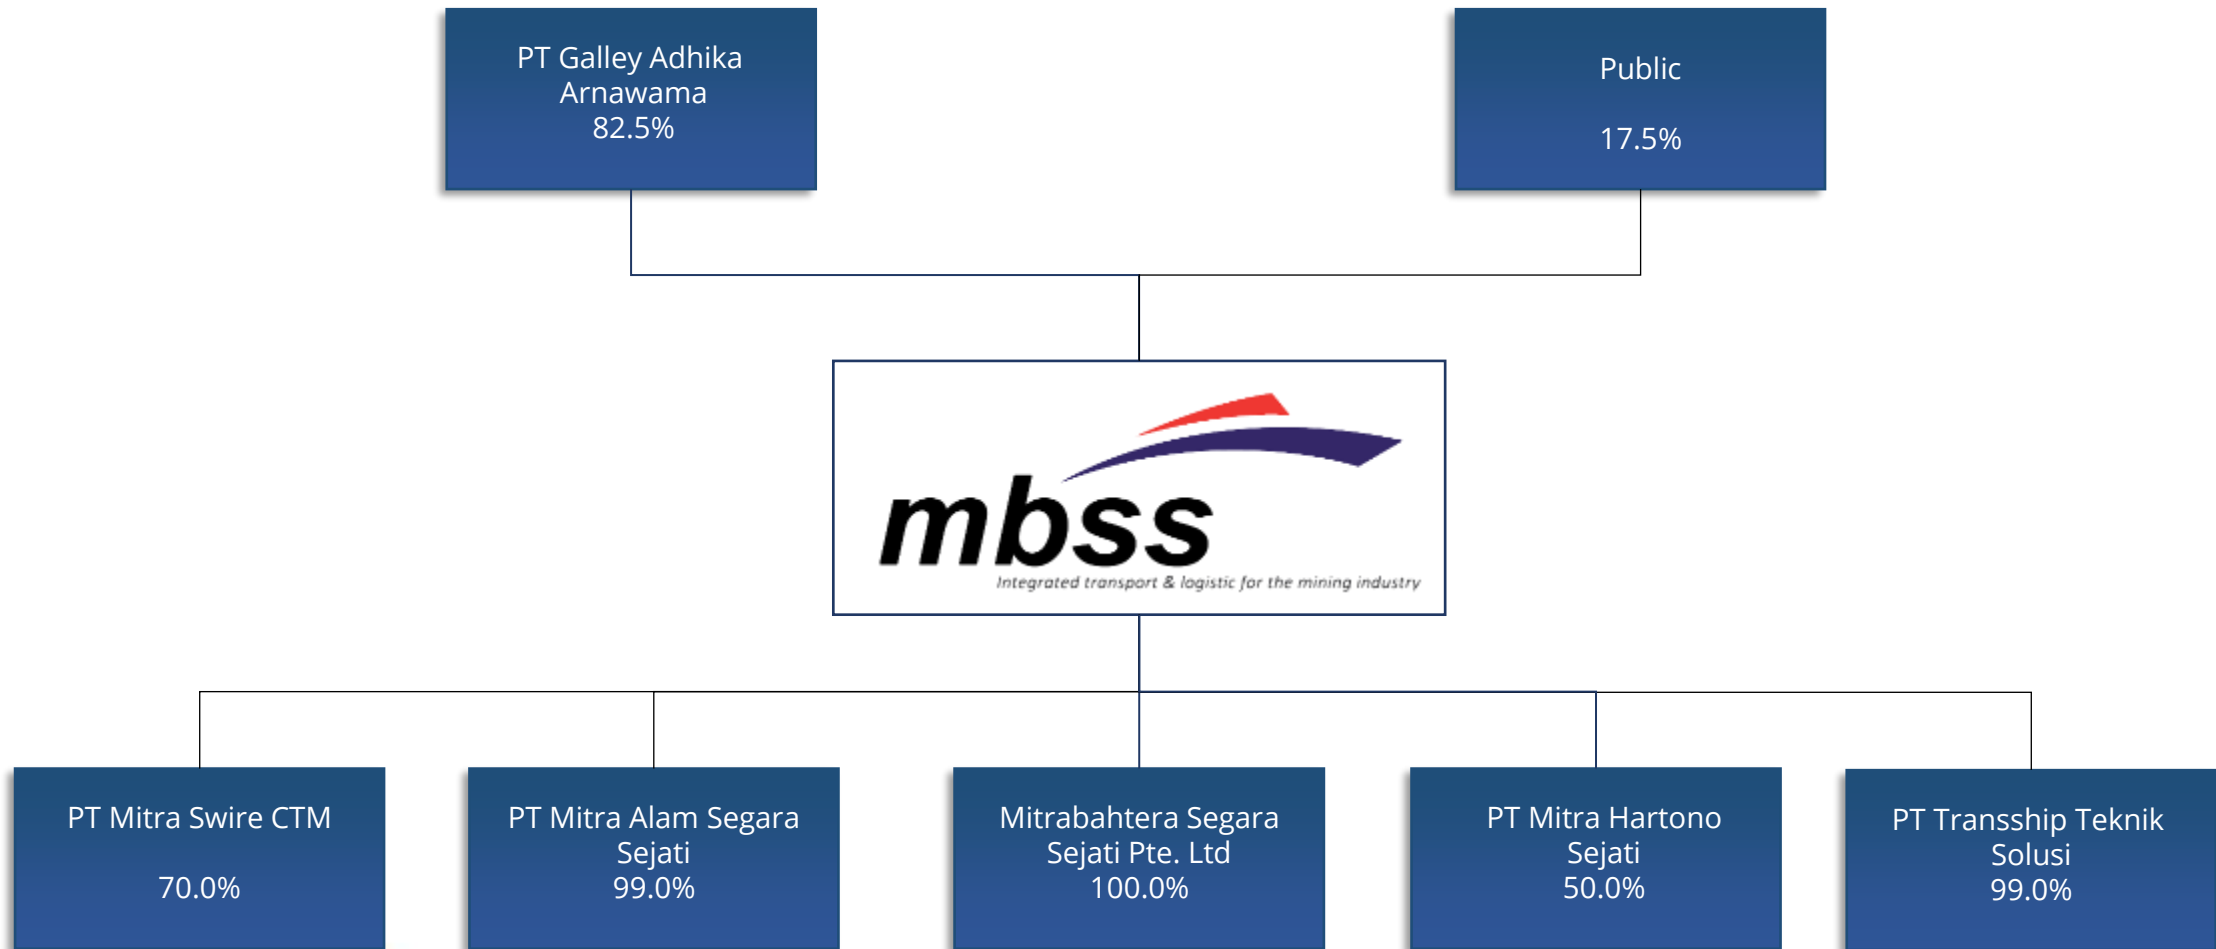 PT Galley Adhika
Arnawama
82.5%
Public
17.5%
mbss
Integrated transport & logistic for the mining industry
PT Mitra Swire CTM
70.0%
PT Mitra Alam Segara
Sejati
99.0%
Mitrabahtera Segara
Sejati Pte. Ltd
100.0%
PT Mitra Hartono
Sejati
50.0%
PT Transship Teknik
Solusi
99.0%